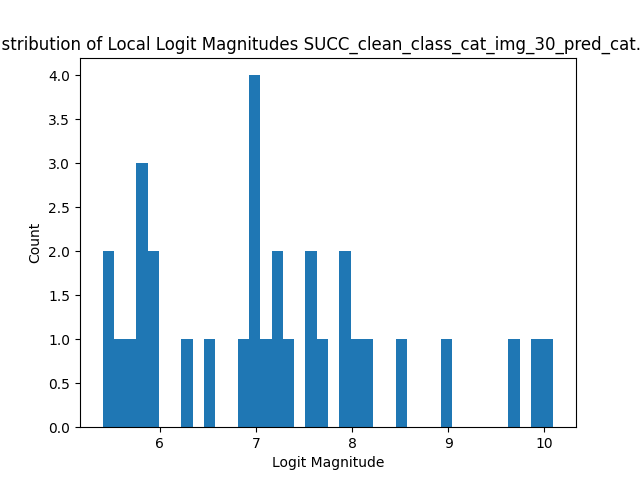 stribution of Local Logit Magnitudes SUCC_clean_class_cat_img_30_pred_cat.
4.0
3.5
3.0
2.5
2.0
1.5
1.0
0.5
0.0
Count
6 7 8 9 10
Logit Magnitude